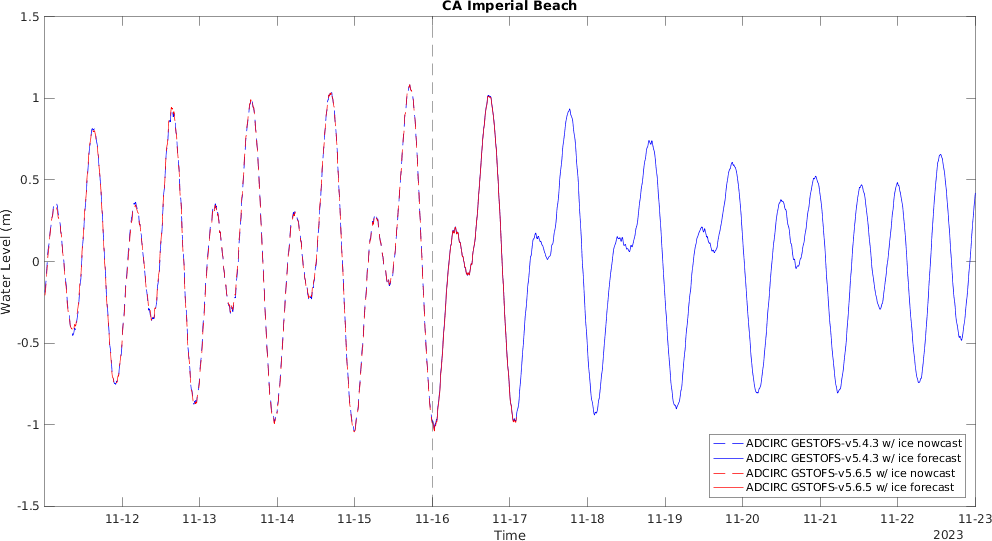 CA Imperial Beach
1.5
1
0.5
0
-0.5
-1
-1.5
Water Level (m)
11-12 11-13 11-14 11-15 11-16 11-17 11-18 11-19 11-20 11-21 11-22 11-23
Time
2023
ADCIRC GESTOFS-v5.4.3 w/ ice nowcast
ADCIRC GESTOFS-v5.4.3 w/ ice forecast
ADCIRC GSTOFS-v5.6.5 w/ ice nowcast
ADCIRC GSTOFS-v5.6.5 w/ ice forecast